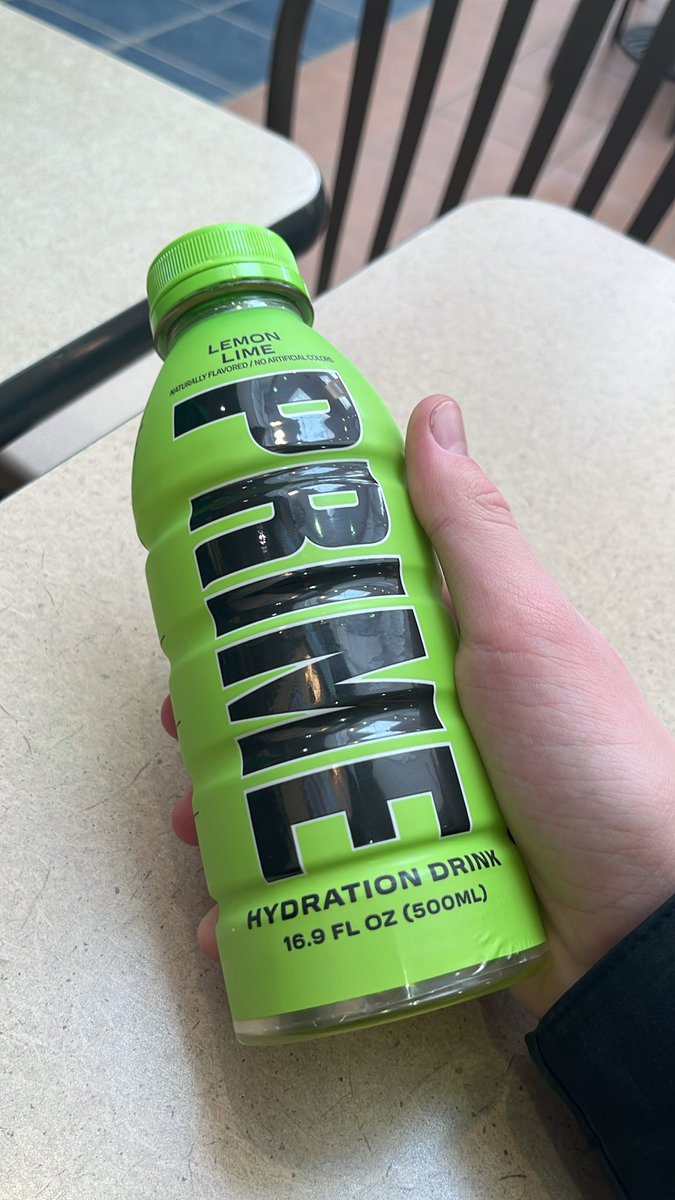 LEMON
LIME
NATURALLY FLAVORED / NO ARTIFICIAL COLORS
PRIME
HYDRATION DRINK
16.9 FL OZ (500ML)